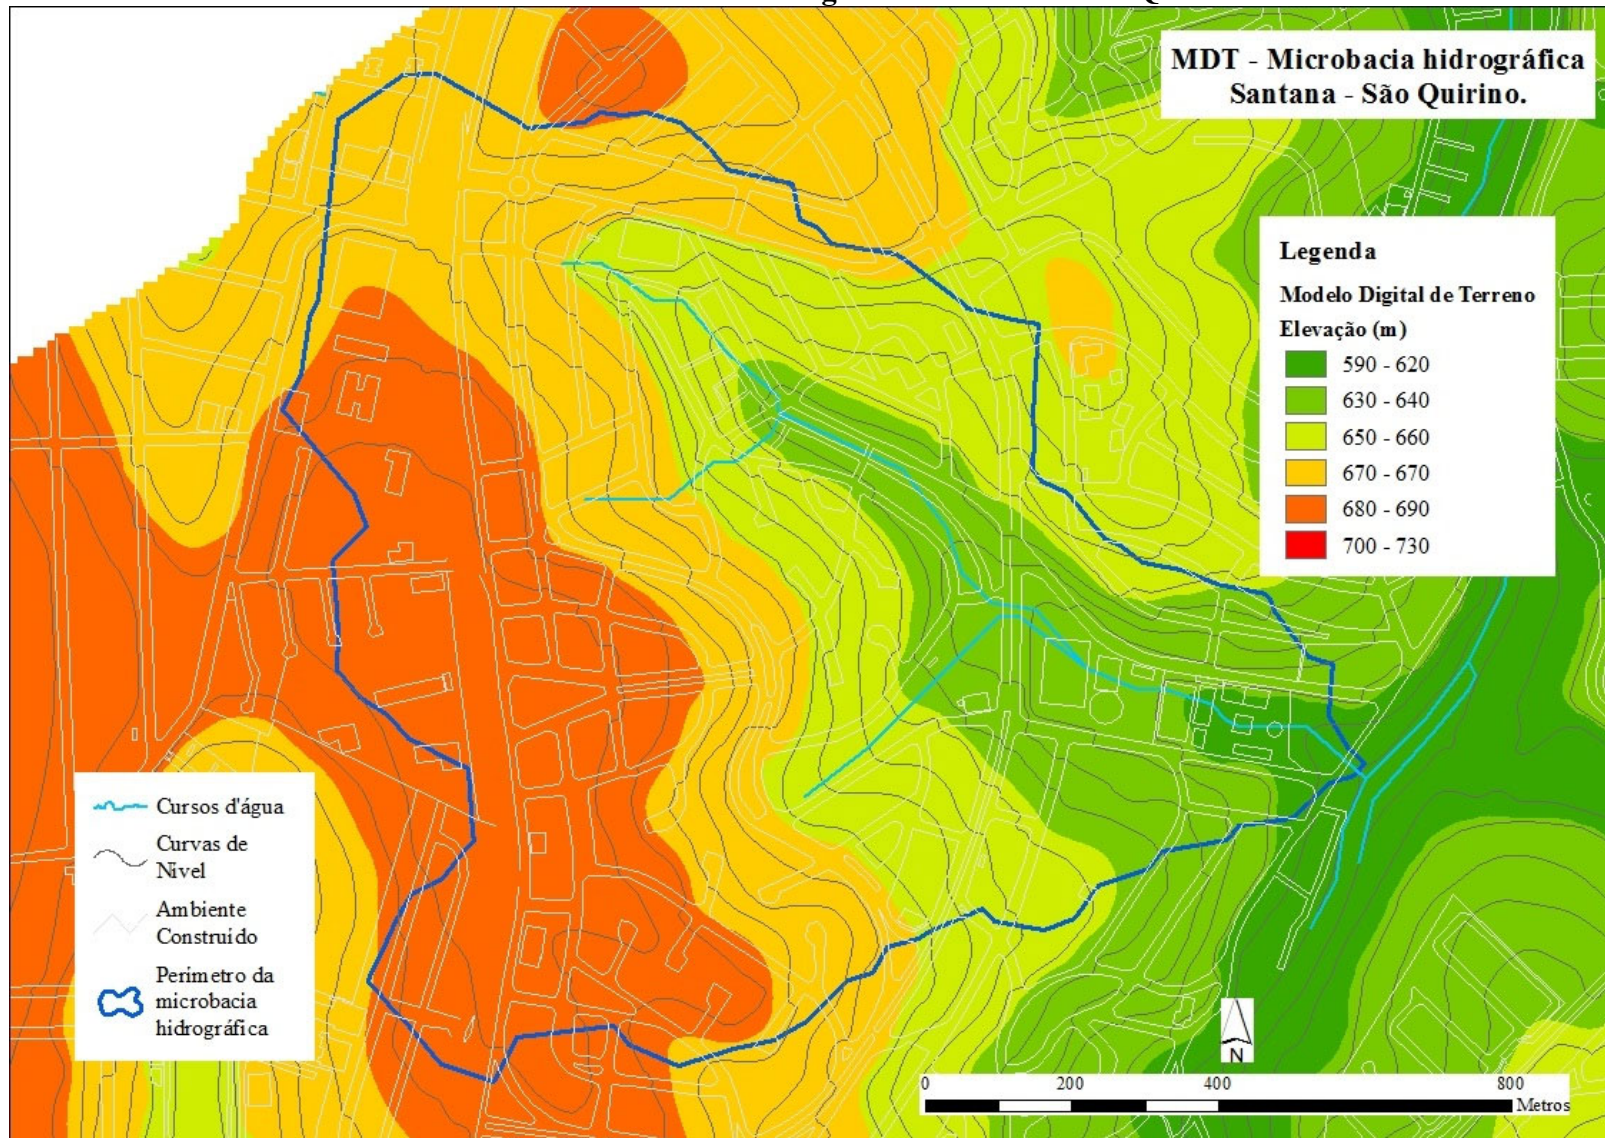 MDT - Microbacia hidrográfica
Santana - São Quirino.
Legenda
Modelo Digital de Terreno
Elevação (m)
590 - 620
630 - 640
650 - 660
670 - 670
680 - 690
700 - 730
Cursos d'água
Curvas de
Nivel
Ambiente
Construído
Perímetro da
microbacia
hidrográfica
N
0 200 400 800
Metros